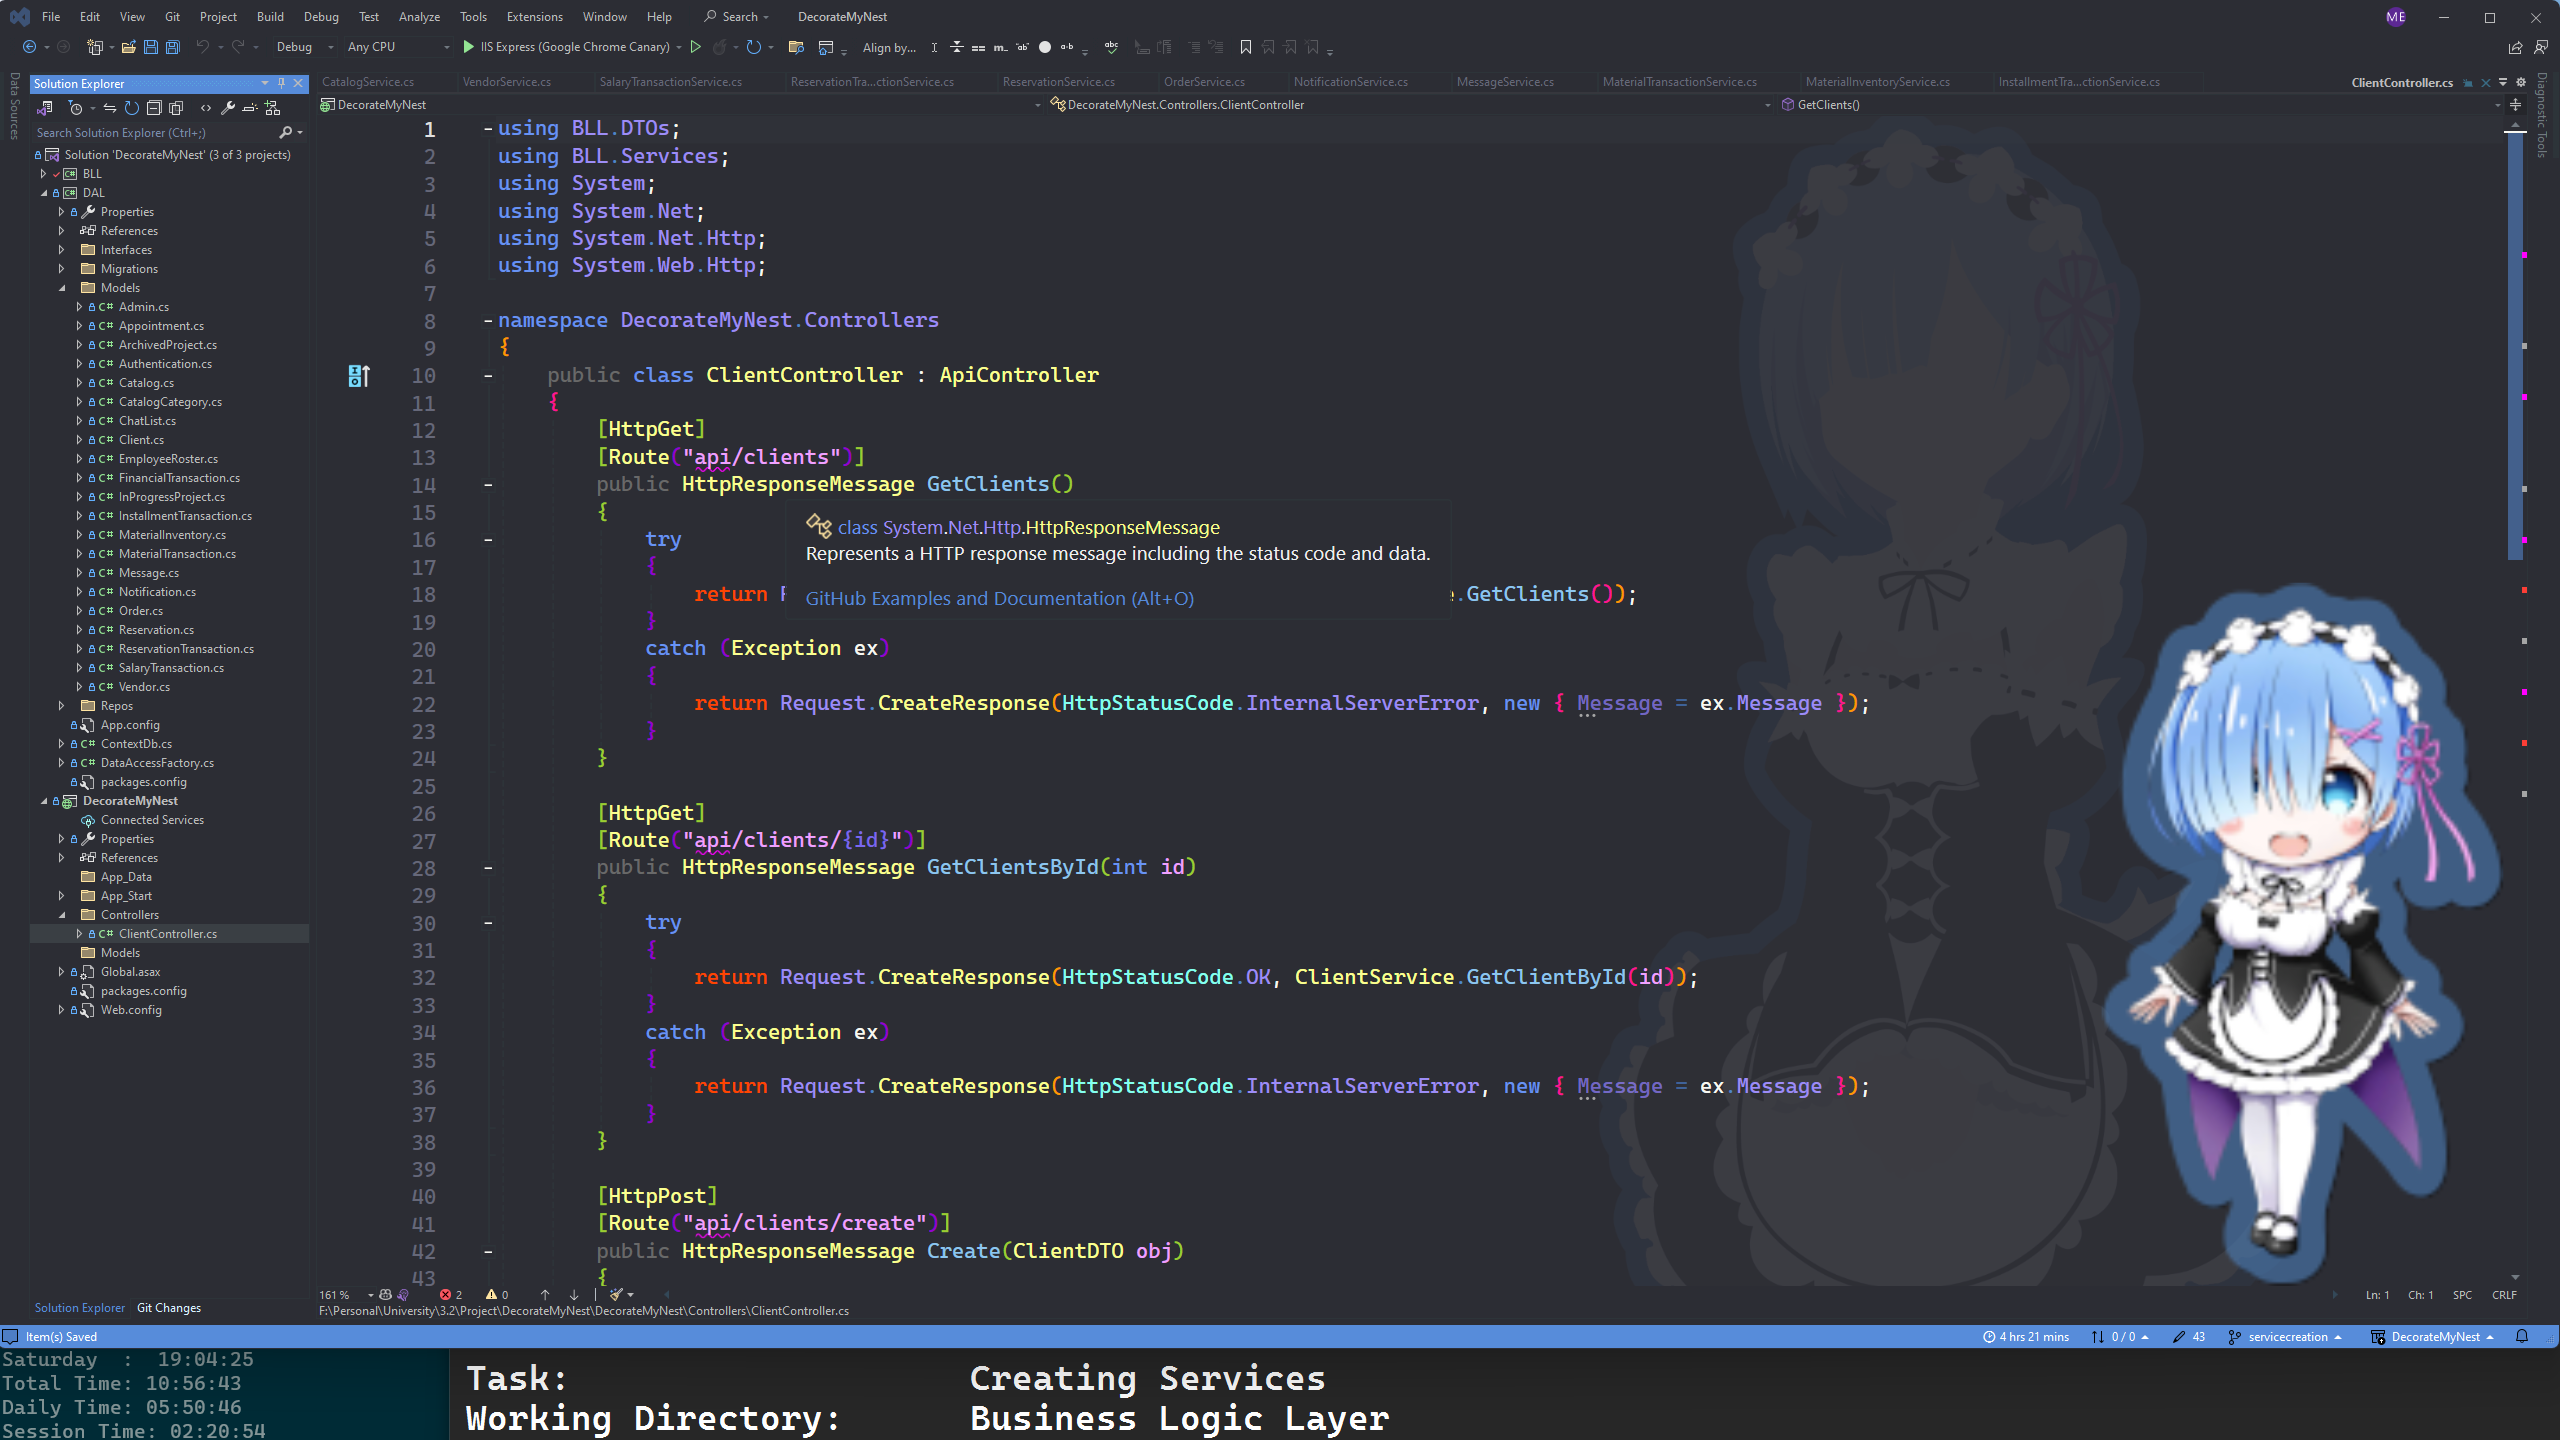 File Edit View Git Project Build Debug Test Analyze Tools Extensions Window Help Search DecorateMyNest ME
Debug Any CPU IIS Express (Google Chrome Canary) Align by...
Data Sources
Solution Explorer
Search Solution Explorer (Ctrl+;)
Solution 'DecorateMyNest' (3 of 3 projects)
BLL
DAL
Properties
References
Interfaces
Migrations
Models
C# Admin.cs
C# Appointment.cs
C# ArchivedProject.cs
C# Authentication.cs
C# Catalog.cs
C# CatalogCategory.cs
C# ChatList.cs
C# Client.cs
C# EmployeeRoster.cs
C# FinancialTransaction.cs
C# InProgressProject.cs
C# InstallmentTransaction.cs
C# MaterialInventory.cs
C# MaterialTransaction.cs
C# Message.cs
C# Notification.cs
C# Order.cs
C# Reservation.cs
C# ReservationTransaction.cs
C# SalaryTransaction.cs
C# Vendor.cs
Repos
App.config
C# ContextDb.cs
C# DataAccessFactory.cs
packages.config
DecorateMyNest
Connected Services
Properties
References
App_Data
App_Start
Controllers
C# ClientController.cs
Models
Global.asax
packages.config
Web.config
Solution Explorer Git Changes
CatalogService.cs VendorService.cs SalaryTransactionService.cs ReservationTra...ctionService.cs ReservationService.cs OrderService.cs NotificationService.cs MessageService.cs MaterialTransactionService.cs MaterialInventoryService.cs InstallmentTra...ctionService.cs ClientController.cs
DecorateMyNest DecorateMyNest.Controllers.ClientController GetClients()
Diagnostic Tools
1 using BLL.DTOs;
2 using BLL.Services;
3 using System;
4 using System.Net;
5 using System.Net.Http;
6 using System.Web.Http;
7
8 namespace DecorateMyNest.Controllers
9 {
10 public class ClientController : ApiController
11 {
12 [HttpGet]
13 [Route("api/clients")]
14 public HttpResponseMessage GetClients()
15 {
class System.Net.Http.HttpResponseMessage
16 try
Represents a HTTP response message including the status code and data.
17 {
18 return .GetClients());
GitHub Examples and Documentation (Alt+O)
19 }
20 catch (Exception ex)
21 {
22 return Request.CreateResponse(HttpStatusCode.InternalServerError, new { Message = ex.Message });
23 }
24 }
25
26 [HttpGet]
27 [Route("api/clients/{id}")]
28 public HttpResponseMessage GetClientsById(int id)
29 {
30 try
31 {
32 return Request.CreateResponse(HttpStatusCode.OK, ClientService.GetClientById(id));
33 }
34 catch (Exception ex)
35 {
36 return Request.CreateResponse(HttpStatusCode.InternalServerError, new { Message = ex.Message });
37 }
38 }
39
40 [HttpPost]
41 [Route("api/clients/create")]
42 public HttpResponseMessage Create(ClientDTO obj)
43 {
161 % 2 0 Ln: 1 Ch: 1 SPC CRLF
F:\Personal\University\3.2\Project\DecorateMyNest\DecorateMyNest\Controllers\ClientController.cs
Item(s) Saved 4 hrs 21 mins 0 / 0 43 servicecreation DecorateMyNest
Saturday : 19:04:25
Total Time: 10:56:43
Daily Time: 05:50:46
Session Time: 02:20:54
Task: Creating Services
Working Directory: Business Logic Layer